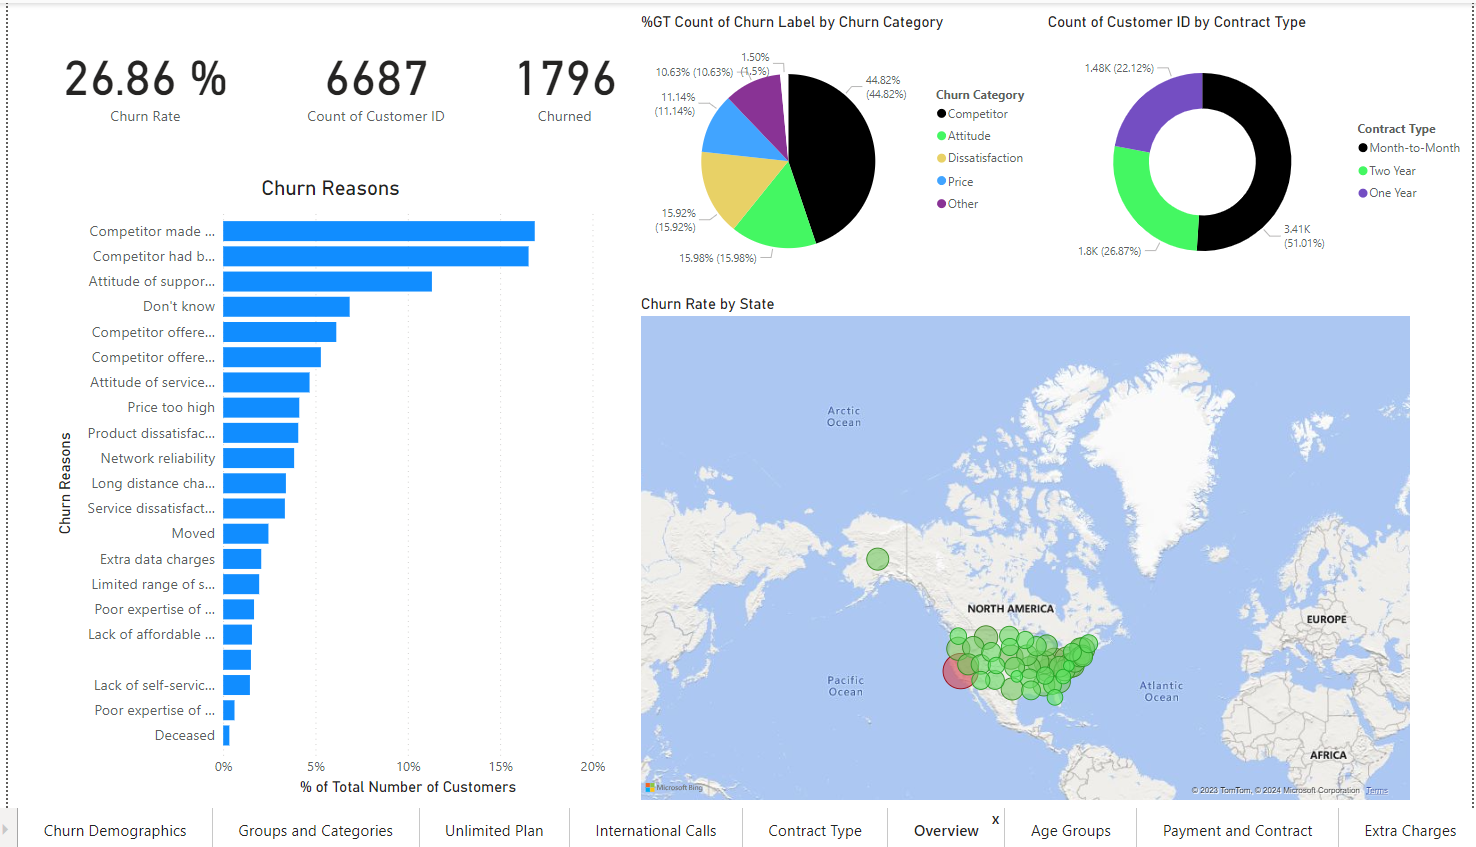 26.86 %
Churn Rate
6687
Count of Customer ID
1796
Churned
%GT Count of Churn Label by Churn Category
1.50%
(1.5%)
10.63% (10.63%)
11.14%
(11.14%)
15.92%
(15.92%)
15.98% (15.98%)
44.82%
(44.82%)
Churn Category
Competitor
Attitude
Dissatisfaction
Price
Other
Count of Customer ID by Contract Type
1.48K (22.12%)
1.8K (26.87%)
3.41K
(51.01%)
Contract Type
Month-to-Month
Two Year
One Year
Churn Reasons
Churn Reasons
Competitor made ...
Competitor had b...
Attitude of suppor...
Don't know
Competitor offere...
Competitor offere...
Attitude of service...
Price too high
Product dissatisfac...
Network reliability
Long distance cha...
Service dissatisfact...
Moved
Extra data charges
Limited range of s...
Poor expertise of ...
Lack of affordable ...
Lack of self-servic...
Poor expertise of ...
Deceased
0%
5%
10%
15%
20%
% of Total Number of Customers
Churn Rate by State
Arctic
Ocean
NORTH AMERICA
EUROPE
Pacific
Ocean
Atlantic
Ocean
AFRICA
Microsoft Bing
© 2023 TomTom, © 2024 Microsoft Corporation Terms
Churn Demographics
Groups and Categories
Unlimited Plan
International Calls
Contract Type
Overview
x
Age Groups
Payment and Contract
Extra Charges